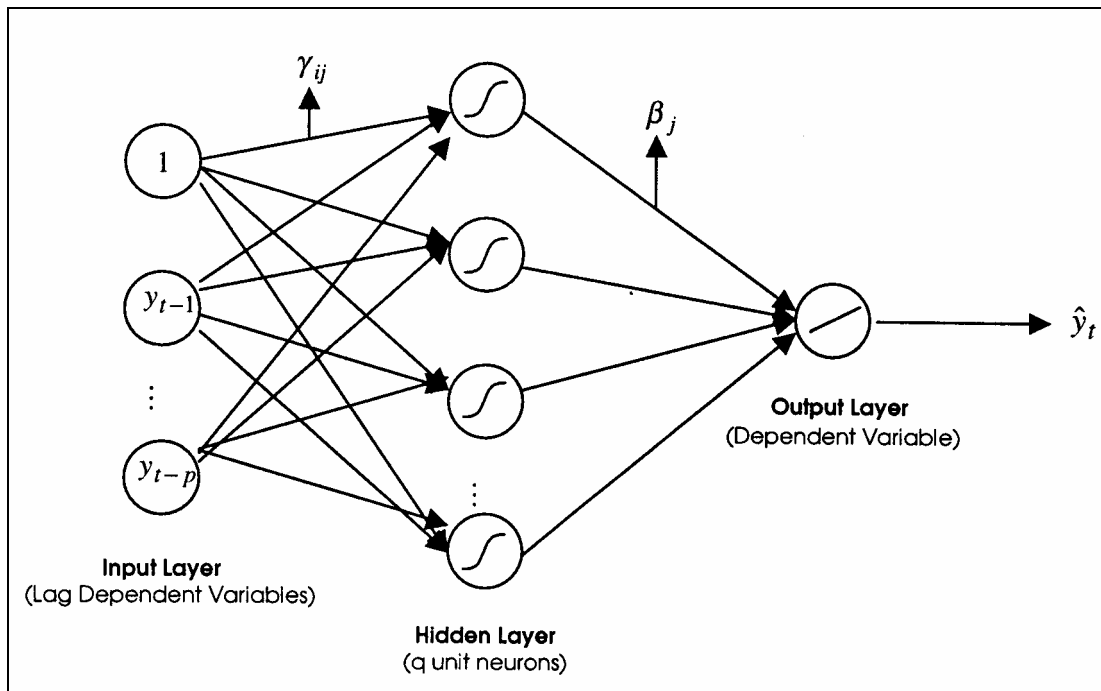 γij
βj
1
yt−1
⋮
yt−p
ŷt
Output Layer
(Dependent Variable)
⋮
Input Layer
(Lag Dependent Variables)
Hidden Layer
(q unit neurons)